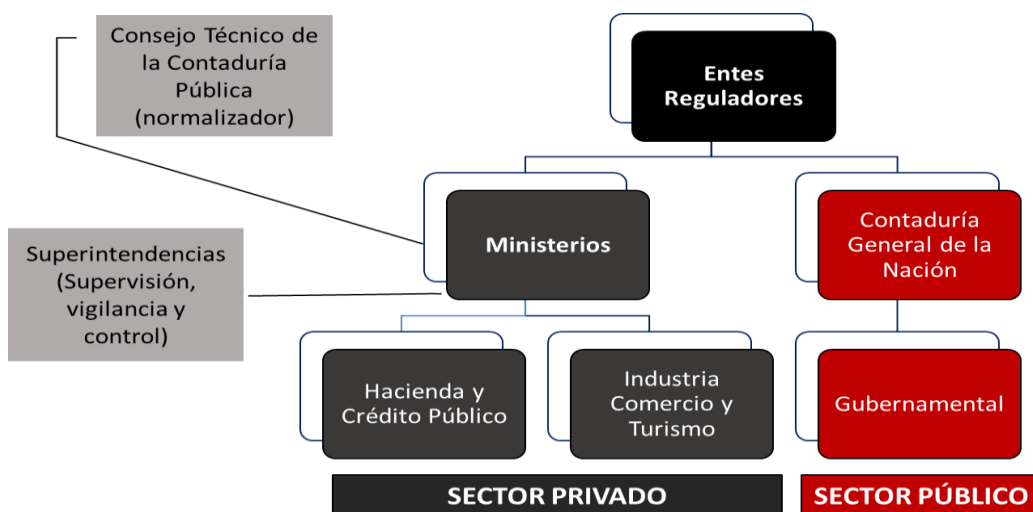 Consejo Técnico de
la Contaduría
Pública
(normalizador)
Entes
Reguladores
Ministerios
Contaduría
General de la
Nación
Superintendencias
(Supervisión,
vigilancia y
control)
Hacienda y
Crédito Público
Industria
Comercio y
Turismo
Gubernamental
SECTOR PRIVADO
SECTOR PÚBLICO